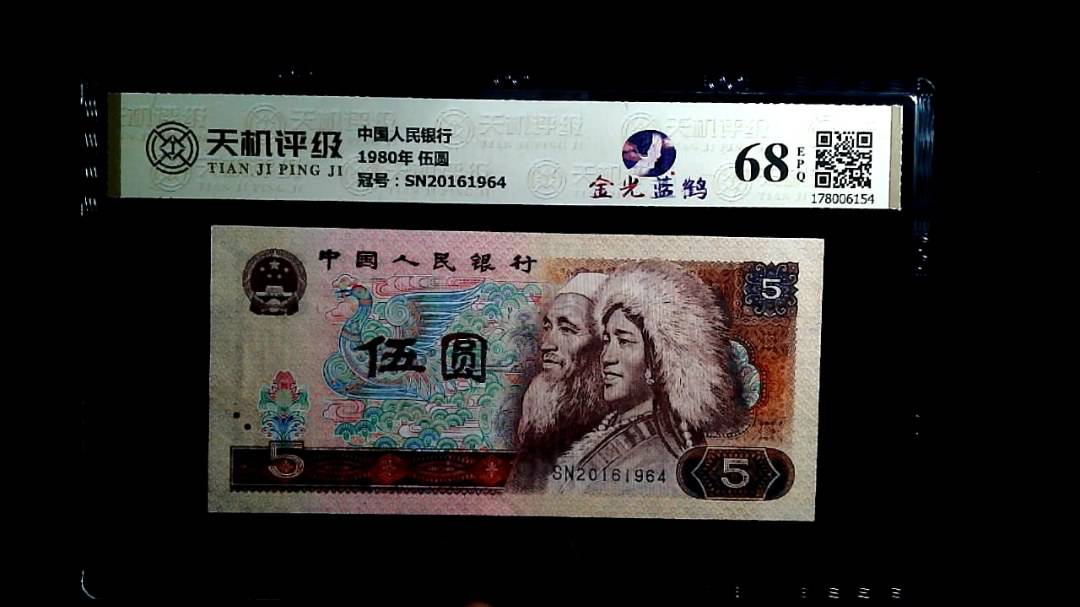 天机评级
TIAN JI PING JI
中国人民银行
1980年 伍圆
冠号：SN20161964
金光蓝鹤
68
EPQ
178006154
中国人民银行
5
伍圆
5
SN20161964
5